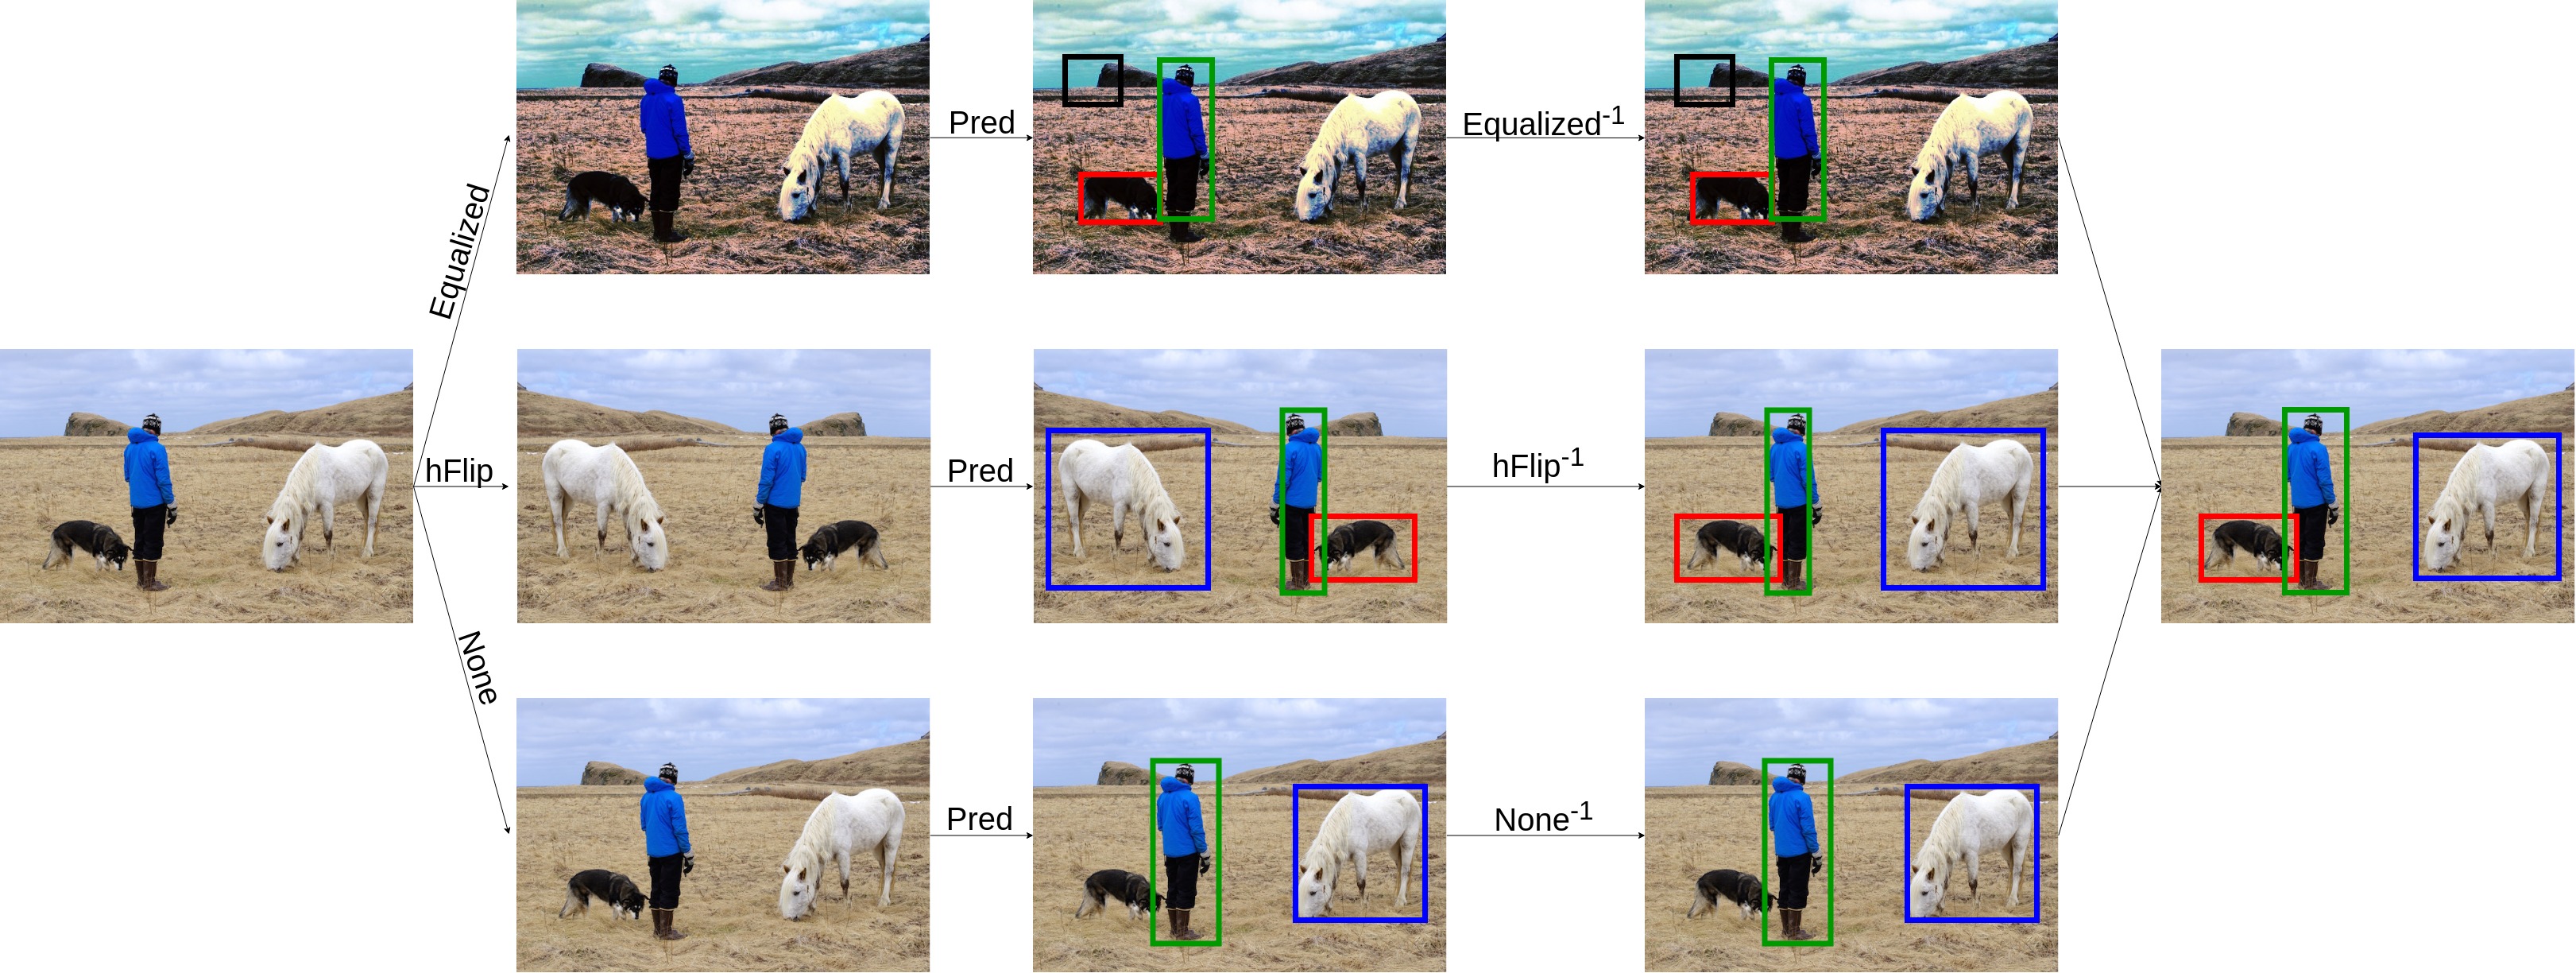 Equalized
Pred
Equalized⁻¹
hFlip
Pred
hFlip⁻¹
None
Pred
None⁻¹